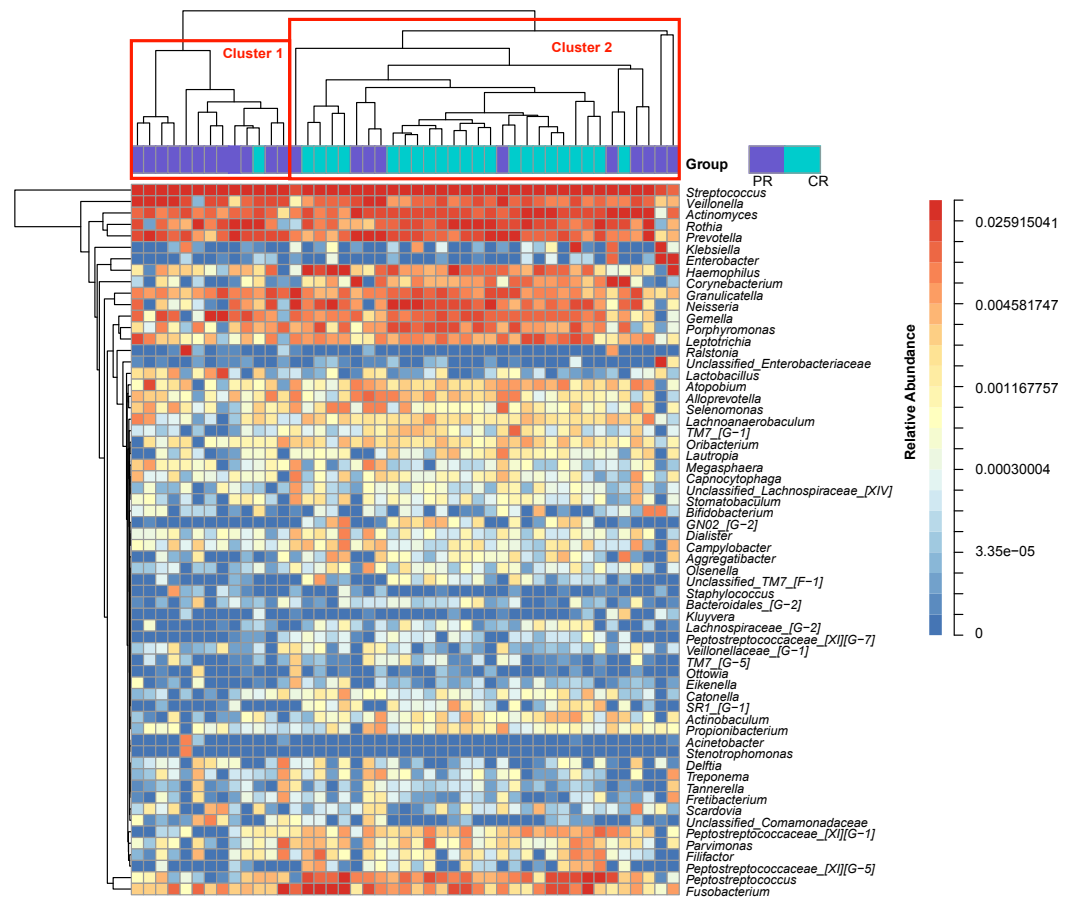 Cluster 1
Cluster 2
Group
PR
CR
Streptococcus
Veillonella
Actinomyces
Rothia
Prevotella
Klebsiella
Enterobacter
Haemophilus
Corynebacterium
Granulicatella
Neisseria
Gemella
Porphyromonas
Leptotrichia
Ralstonia
Unclassified_Enterobacteriaceae
Lactobacillus
Atopobium
Alloprevotella
Selenomonas
Lachnoanaerobaculum
TM7_[G−1]
Oribacterium
Lautropia
Megasphaera
Capnocytophaga
Unclassified_Lachnospiraceae_[XIV]
Stomatobaculum
Bifidobacterium
GN02_[G−2]
Dialister
Campylobacter
Aggregatibacter
Olsenella
Unclassified_TM7_[F−1]
Staphylococcus
Bacteroidales_[G−2]
Kluyvera
Lachnospiraceae_[G−2]
Peptostreptococcaceae_[XI][G−7]
Veillonellaceae_[G−1]
TM7_[G−5]
Ottowia
Eikenella
Catonella
SR1_[G−1]
Actinobaculum
Propionibacterium
Acinetobacter
Stenotrophomonas
Delftia
Treponema
Tannerella
Fretibacterium
Scardovia
Unclassified_Comamonadaceae
Peptostreptococcaceae_[XI][G−1]
Parvimonas
Filifactor
Peptostreptococcaceae_[XI][G−5]
Peptostreptococcus
Fusobacterium
Relative Abundance
0.025915041
0.004581747
0.001167757
0.00030004
3.35e−05
0